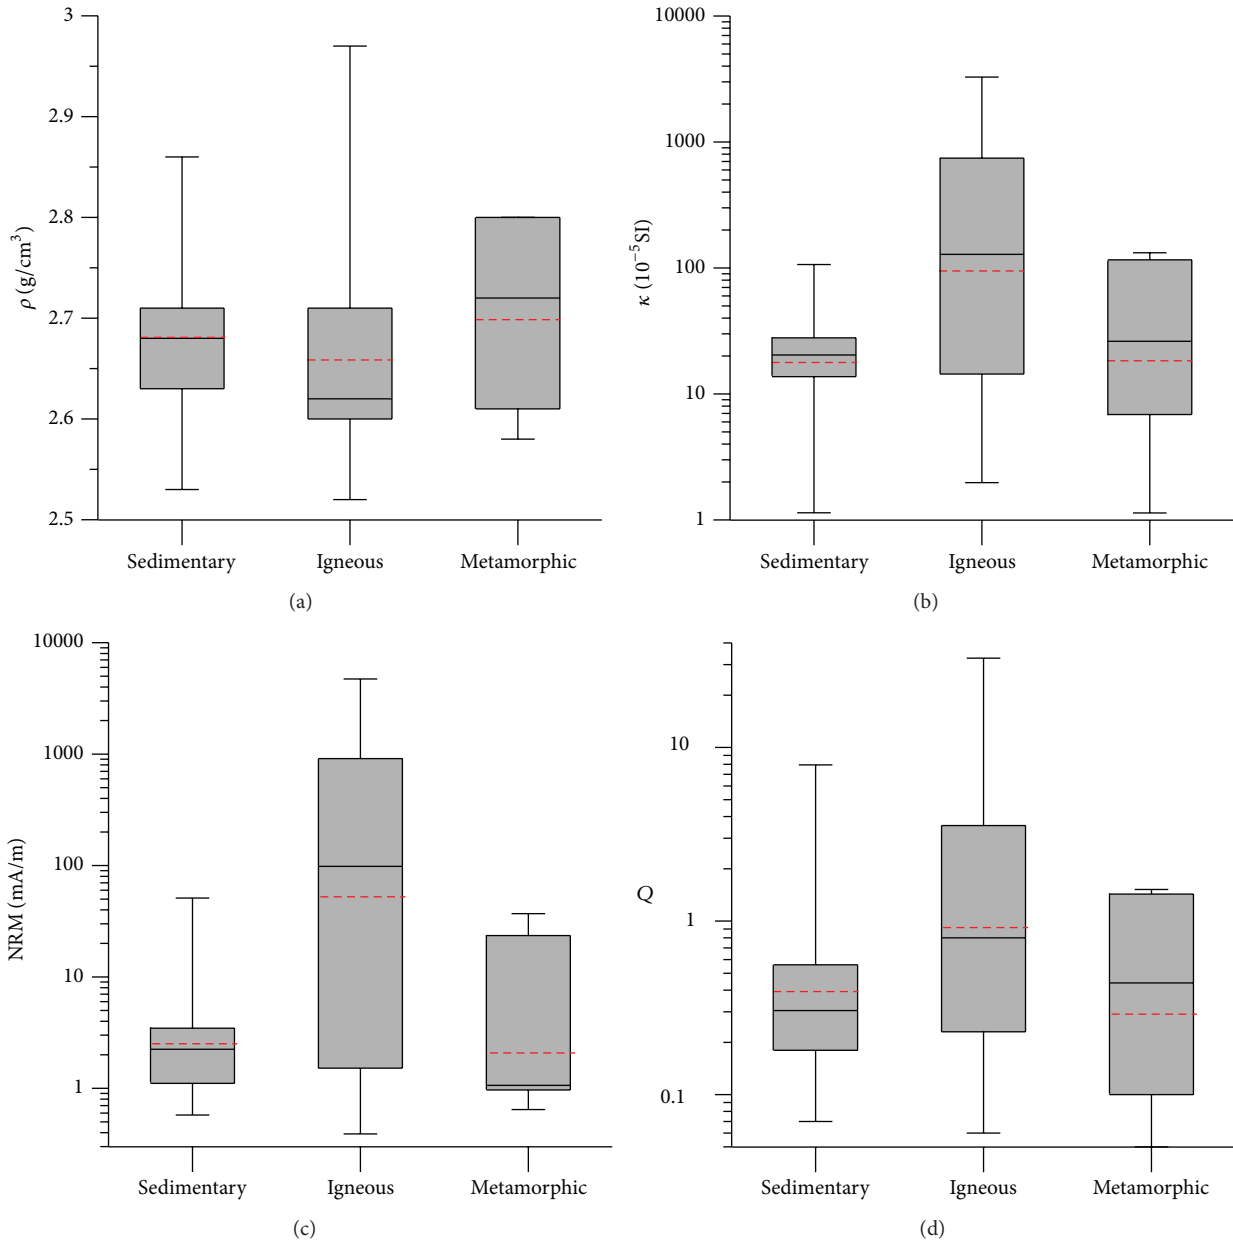 3
2.9
2.8
2.7
2.6
2.5
ρ (g/cm³)
Sedimentary Igneous Metamorphic
(a)
10000
1000
100
10
1
κ (10⁻⁵SI)
Sedimentary Igneous Metamorphic
(b)
10000
1000
100
10
1
NRM (mA/m)
Sedimentary Igneous Metamorphic
(c)
10
1
0.1
Q
Sedimentary Igneous Metamorphic
(d)